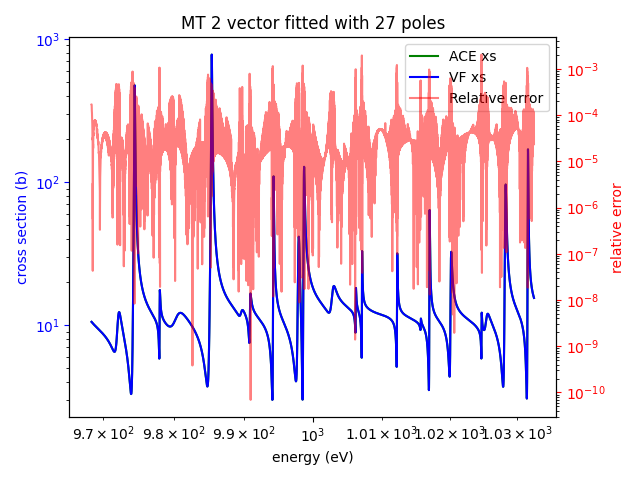 MT 2 vector fitted with 27 poles
ACE xs
VF xs
Relative error
cross section (b)
10³
10²
10¹
relative error
10⁻³
10⁻⁴
10⁻⁵
10⁻⁶
10⁻⁷
10⁻⁸
10⁻⁹
10⁻¹⁰
9.7 × 10² 9.8 × 10² 9.9 × 10² 10³ 1.01 × 10³ 1.02 × 10³ 1.03 × 10³
energy (eV)